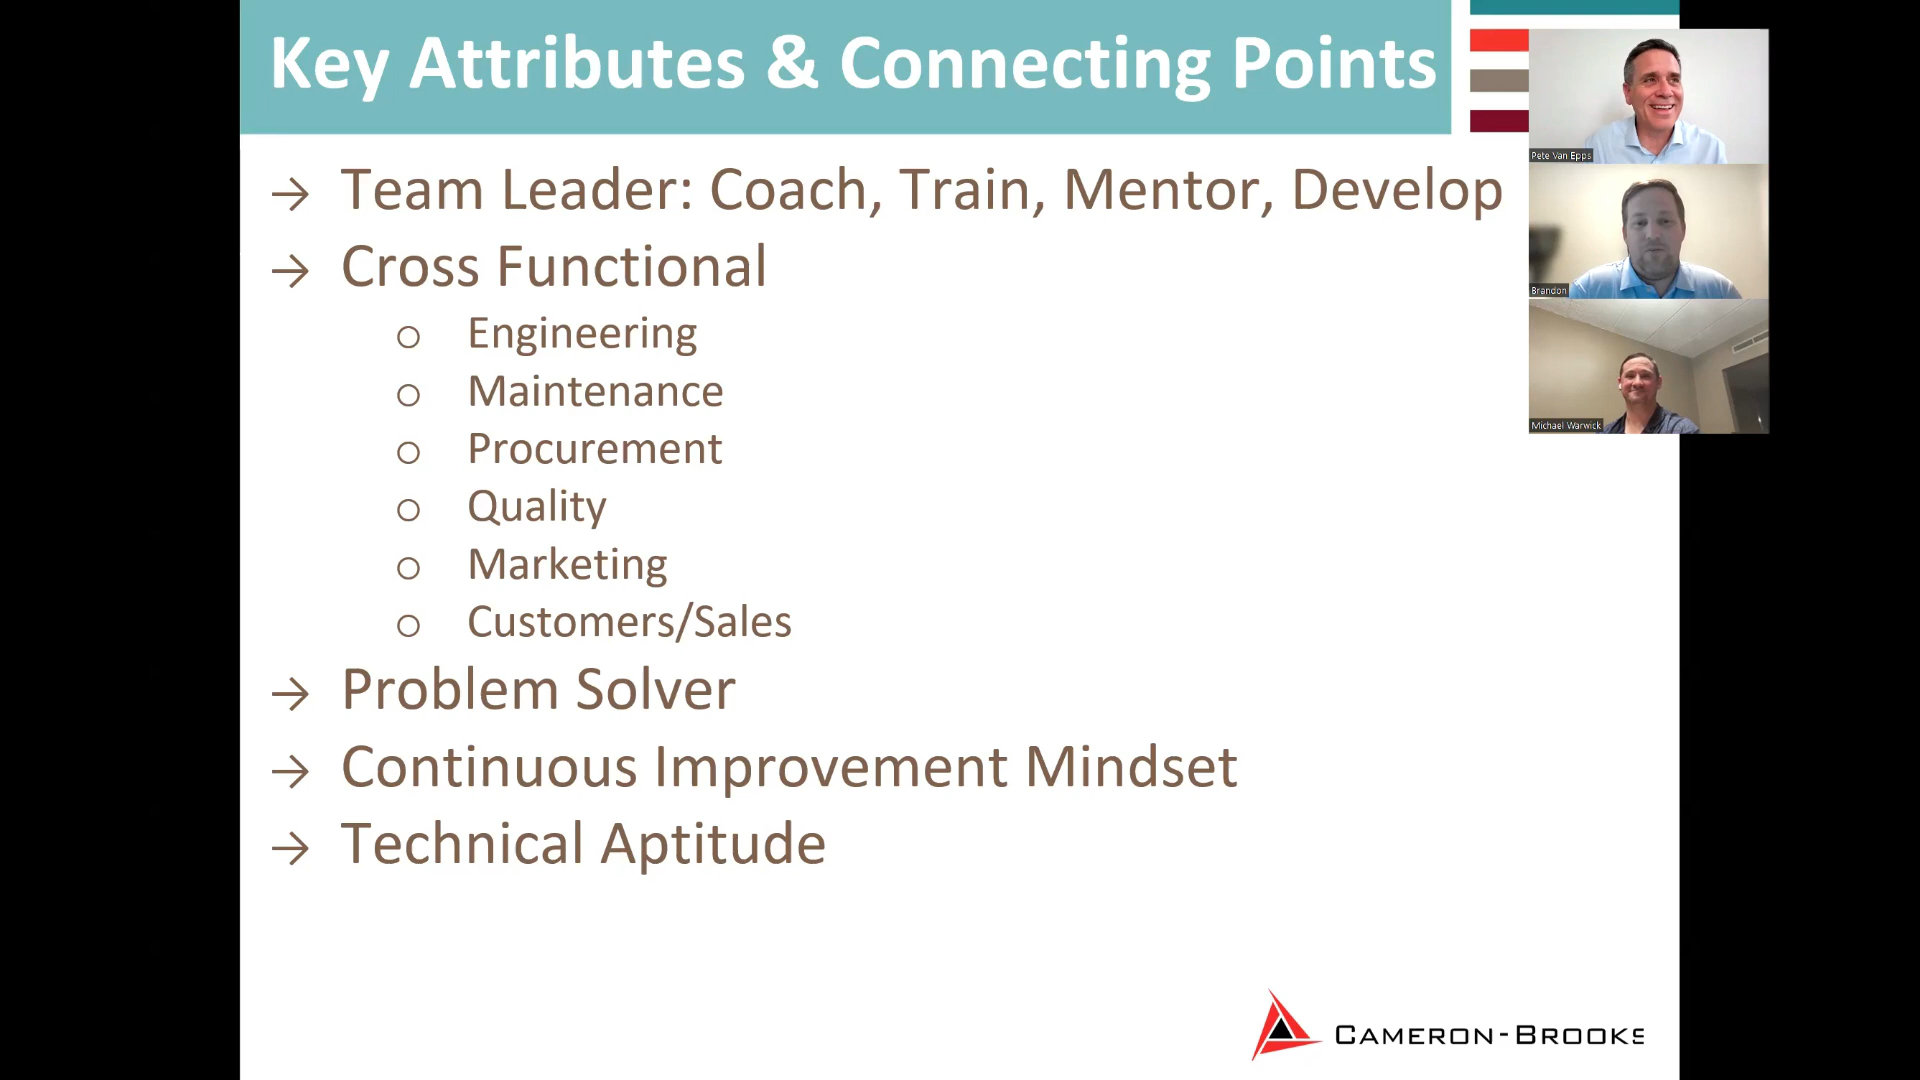 Key Attributes & Connecting Points
→ Team Leader: Coach, Train, Mentor, Develop
→ Cross Functional
o Engineering
o Maintenance
o Procurement
o Quality
o Marketing
o Customers/Sales
→ Problem Solver
→ Continuous Improvement Mindset
→ Technical Aptitude
Pete Van Epps
Brandon
Michael Warwick
CAMERON-BROOKS